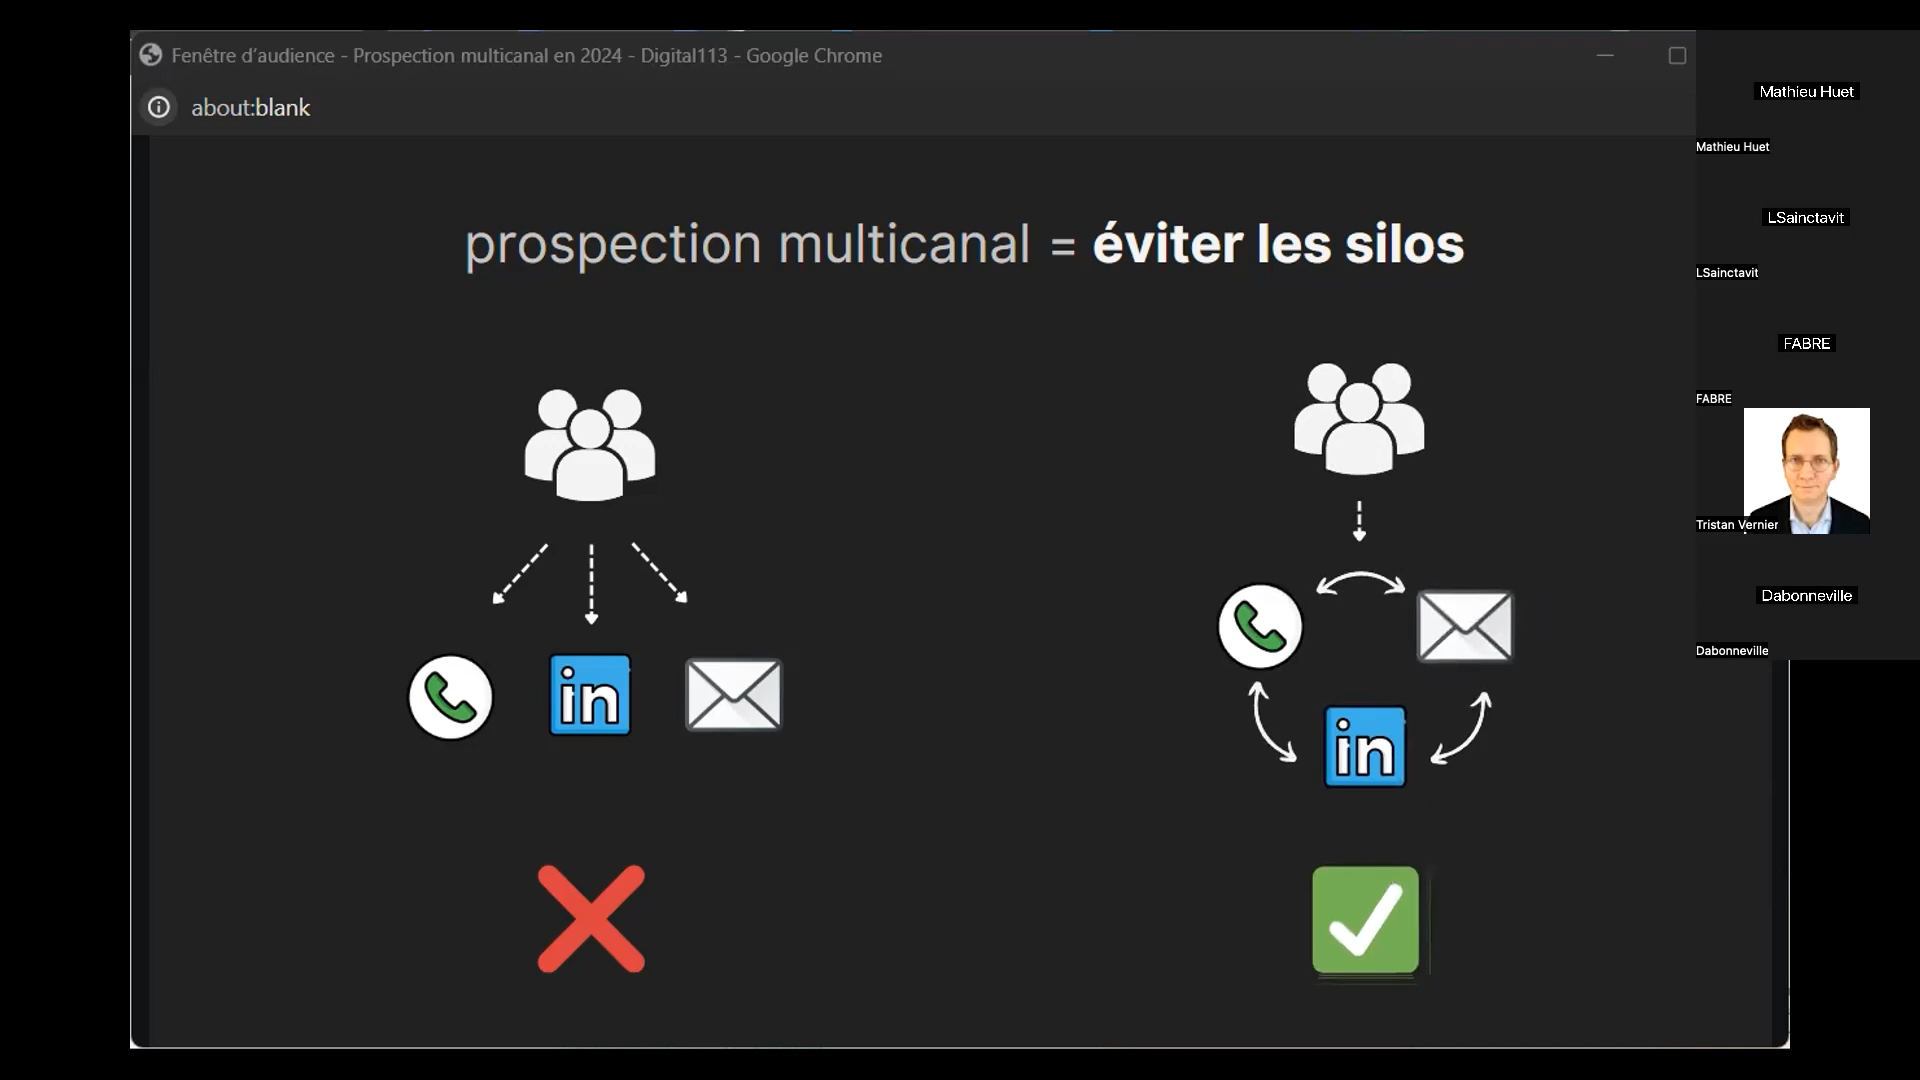 Fenêtre d’audience - Prospection multicanal en 2024 - Digital113 - Google Chrome
about:blank
prospection multicanal = éviter les silos
in
in
Mathieu Huet
Mathieu Huet
LSainctavit
LSainctavit
FABRE
FABRE
Tristan Vernier
Dabonneville
Dabonneville